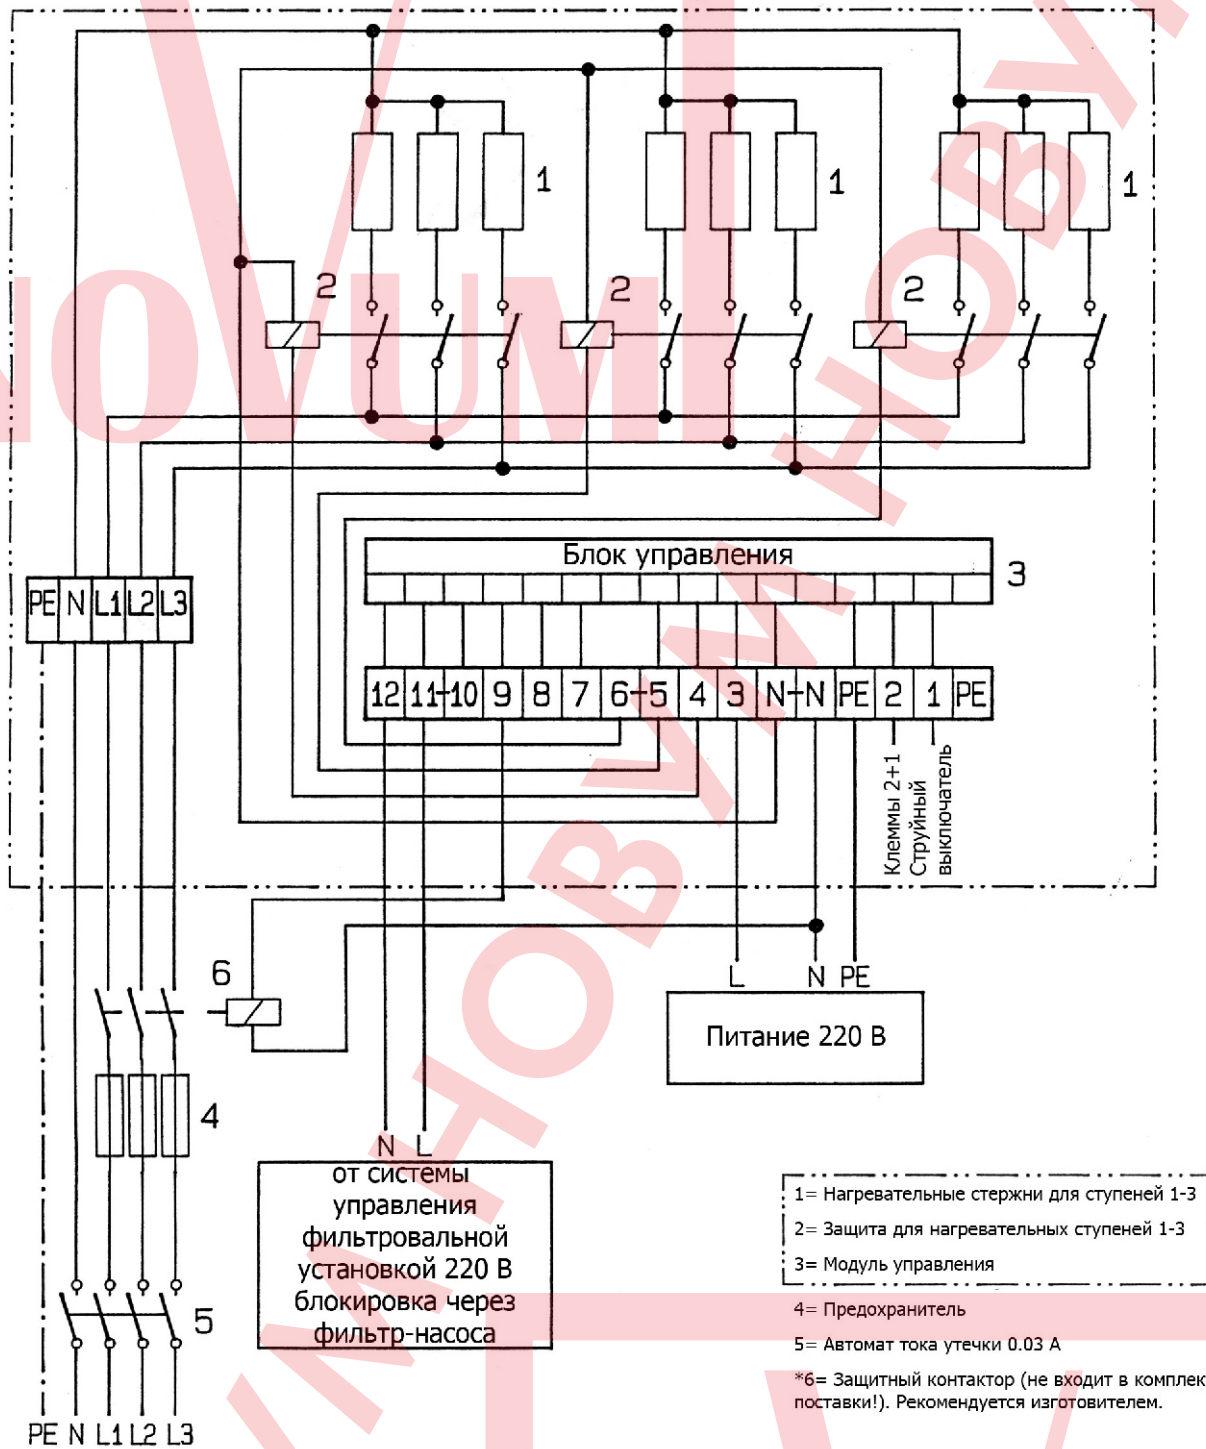 1
1
1
2
2
2
Блок управления
3
PE N L1 L2 L3
12 11-10 9 8 7 6-5 4 3 N-N PE 2 1 PE
Клеммы 2+1
Струйный
выключатель
6
L N PE
Питание 220 В
4
N L
от системы
управления
фильтровальной
установкой 220 В
блокировка через
фильтр-насоса
5
PE N L1 L2 L3
1= Нагревательные стержни для ступеней 1-3
2= Защита для нагревательных ступеней 1-3
3= Модуль управления
4= Предохранитель
5= Автомат тока утечки 0.03 А
*6= Защитный контактор (не входит в комплек
поставки!). Рекомендуется изготовителем.
NOVUM
НОВУМ
НОВУМ